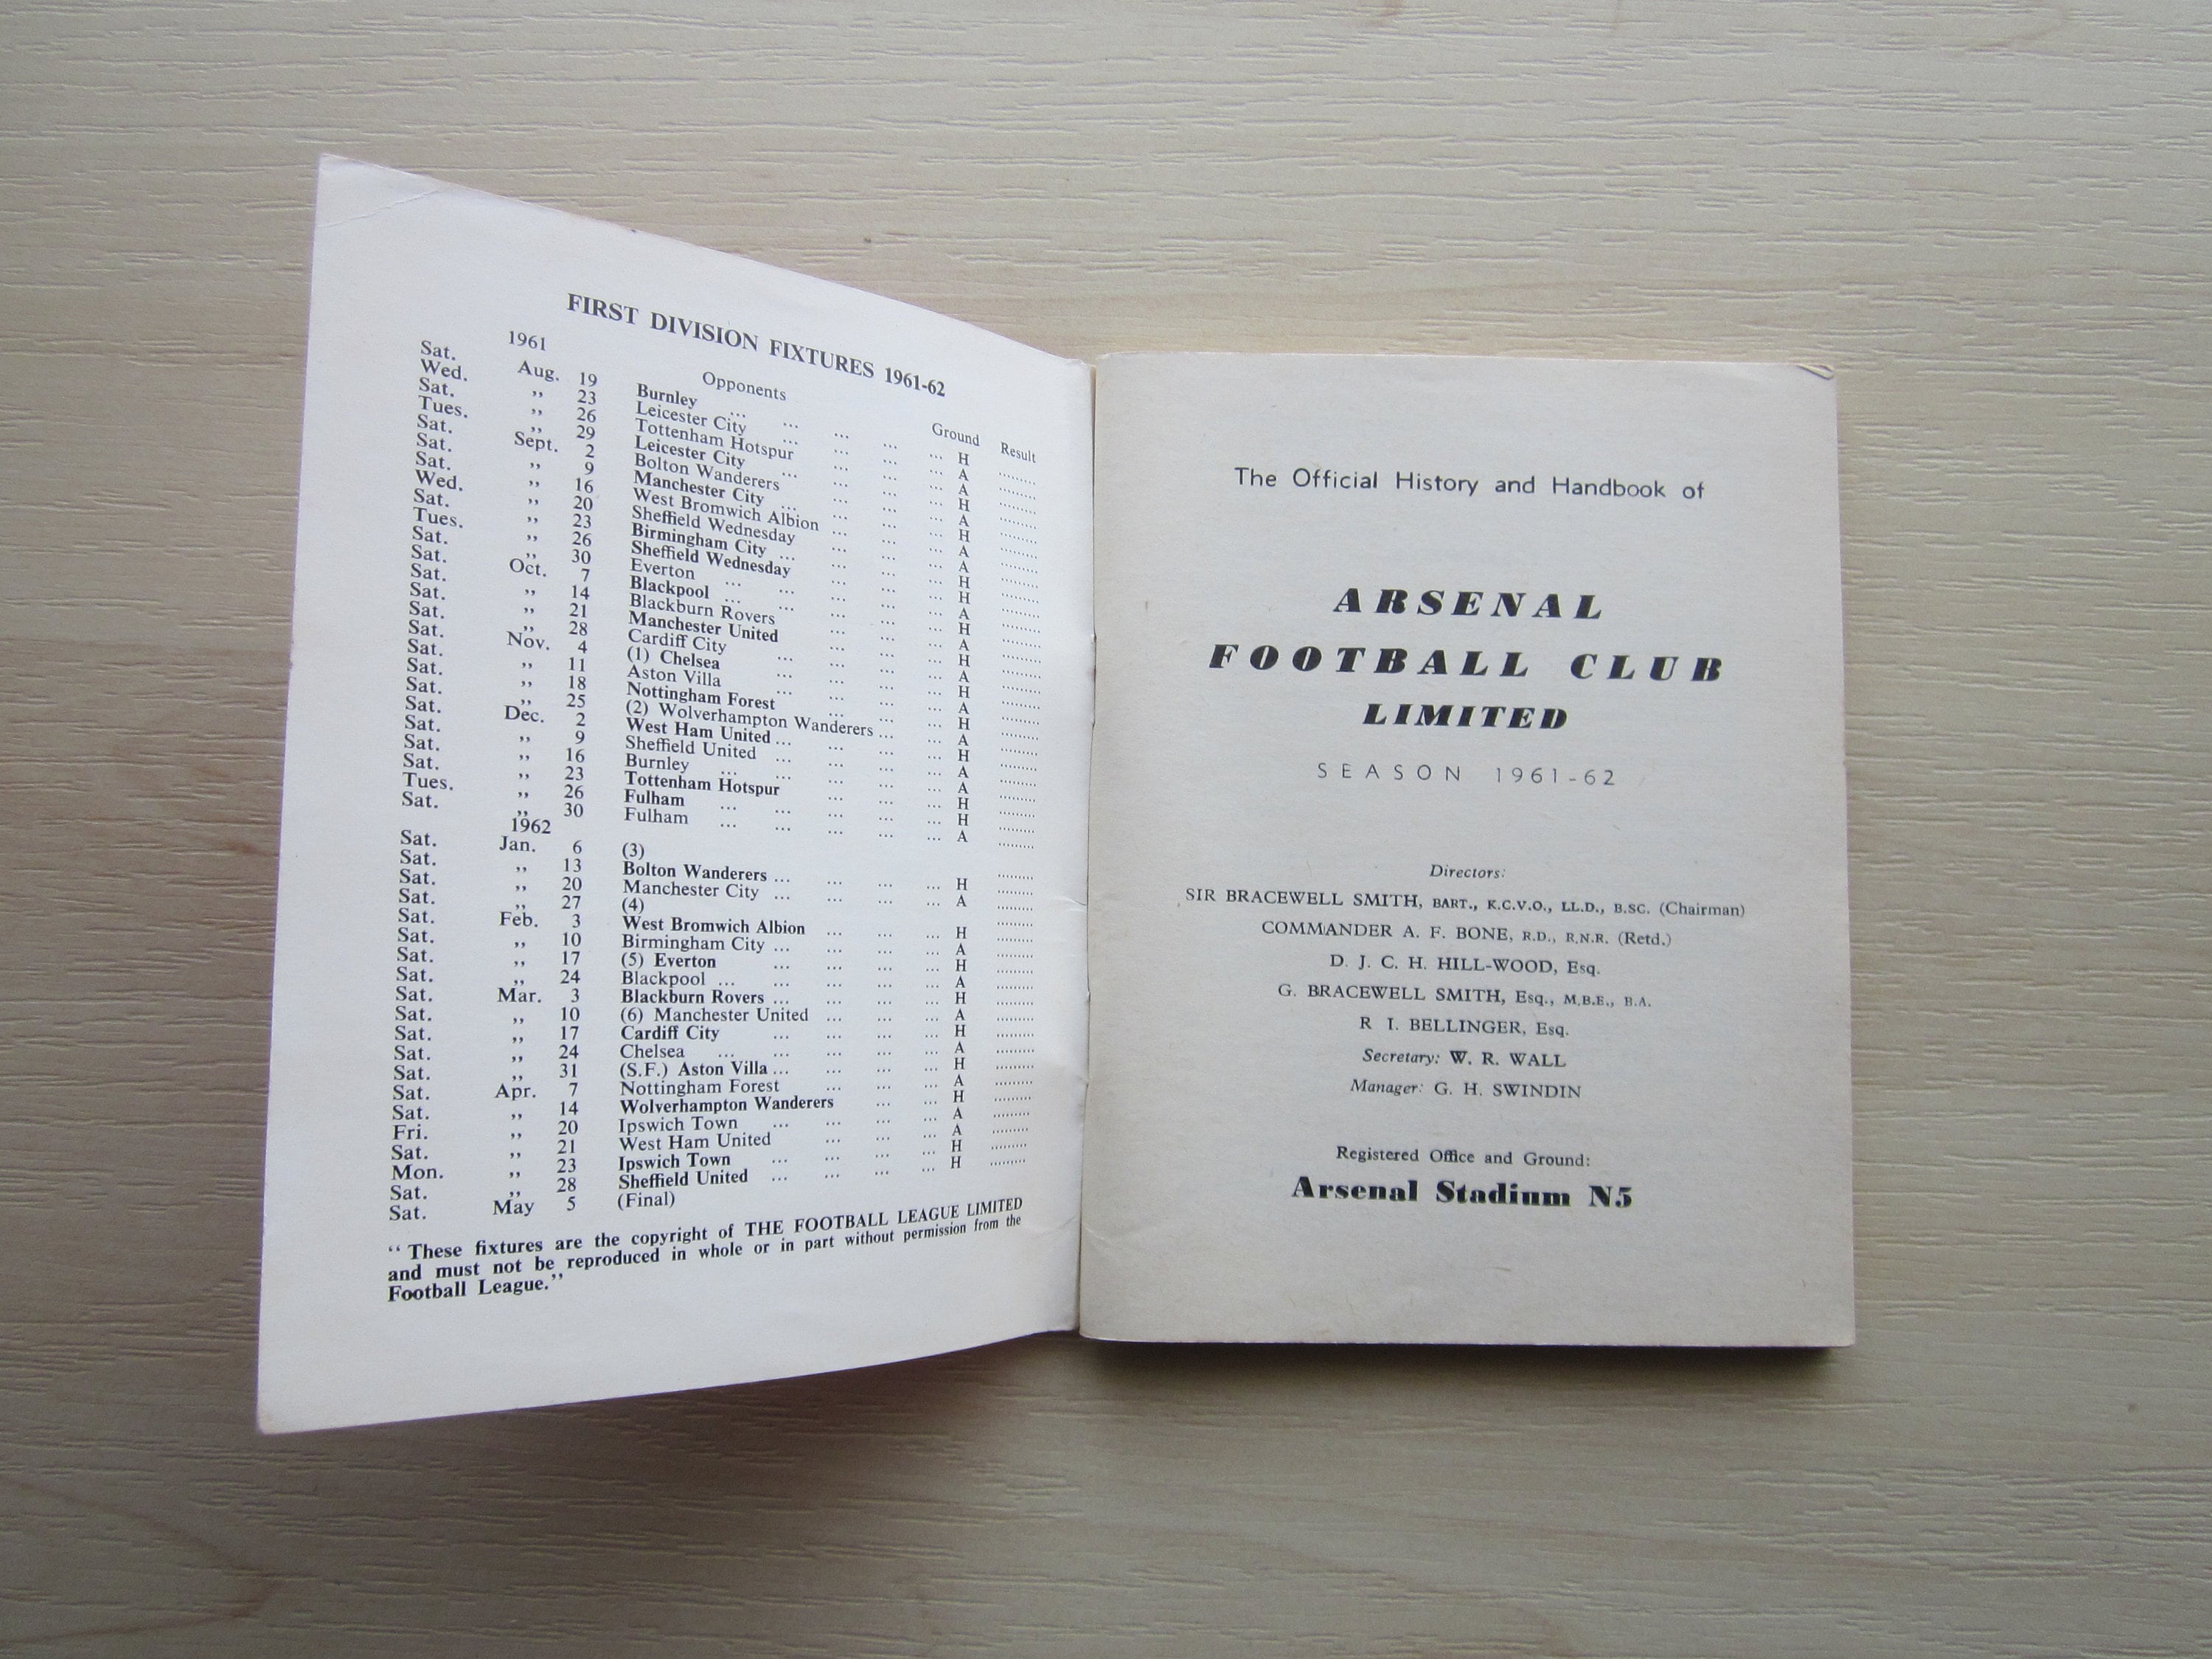 FIRST DIVISION FIXTURES 1961-62
1961 Opponents Ground Result
Sat. Aug. 19 Burnley ... ... ... ... H .........
Wed. ,, 23 Leicester City ... ... ... ... A .........
Sat. ,, 26 Tottenham Hotspur ... ... ... A .........
Tues. ,, 29 Leicester City ... ... ... ... H .........
Sat. Sept. 2 Bolton Wanderers ... ... ... A .........
Sat. ,, 9 Manchester City ... ... ... ... H .........
Sat. ,, 16 West Bromwich Albion ... ... ... A .........
Wed. ,, 20 Sheffield Wednesday ... ... ... A .........
Sat. ,, 23 Birmingham City ... ... ... ... H .........
Tues. ,, 26 Sheffield Wednesday ... ... ... H .........
Sat. ,, 30 Everton ... ... ... ... ... A .........
Sat. Oct. 7 Blackpool ... ... ... ... ... H .........
Sat. ,, 14 Blackburn Rovers ... ... ... A .........
Sat. ,, 21 Manchester United ... ... ... H .........
Sat. ,, 28 Cardiff City ... ... ... ... A .........
Sat. Nov. 4 (1) Chelsea ... ... ... ... H .........
Sat. ,, 11 Aston Villa ... ... ... ... A .........
Sat. ,, 18 Nottingham Forest ... ... ... H .........
Sat. ,, 25 (2) Wolverhampton Wanderers ... ... A .........
Sat. Dec. 2 West Ham United ... ... ... ... H .........
Sat. ,, 9 Sheffield United ... ... ... ... A .........
Sat. ,, 16 Burnley ... ... ... ... ... A .........
Sat. ,, 23 Tottenham Hotspur ... ... ... H .........
Tues. ,, 26 Fulham ... ... ... ... ... H .........
Sat. ,, 30 Fulham ... ... ... ... ... A .........
1962
Sat. Jan. 6 (3) .........
Sat. ,, 13 Bolton Wanderers ... ... ... ... H .........
Sat. ,, 20 Manchester City ... ... ... ... A .........
Sat. ,, 27 (4) .........
Sat. Feb. 3 West Bromwich Albion ... ... ... H .........
Sat. ,, 10 Birmingham City ... ... ... ... A .........
Sat. ,, 17 (5) Everton ... ... ... ... H .........
Sat. ,, 24 Blackpool ... ... ... ... ... A .........
Sat. Mar. 3 Blackburn Rovers ... ... ... ... H .........
Sat. ,, 10 (6) Manchester United ... ... ... A .........
Sat. ,, 17 Cardiff City ... ... ... ... H .........
Sat. ,, 24 Chelsea ... ... ... ... ... A .........
Sat. ,, 31 (S.F.) Aston Villa ... ... ... ... H .........
Sat. Apr. 7 Nottingham Forest ... ... ... A .........
Sat. ,, 14 Wolverhampton Wanderers ... ... H .........
Fri. ,, 20 Ipswich Town ... ... ... ... A .........
Sat. ,, 21 West Ham United ... ... ... A .........
Mon. ,, 23 Ipswich Town ... ... ... ... H .........
Sat. ,, 28 Sheffield United ... ... ... ... H .........
Sat. May 5 (Final)
“These fixtures are the copyright of THE FOOTBALL LEAGUE LIMITED
and must not be reproduced in whole or in part without permission from the
Football League.”
The Official History and Handbook of
ARSENAL
FOOTBALL CLUB
LIMITED
SEASON 1961-62
Directors:
SIR BRACEWELL SMITH, BART., K.C.V.O., LL.D., B.SC. (Chairman)
COMMANDER A. F. BONE, R.D., R.N.R. (Retd.)
D. J. C. H. HILL-WOOD, Esq.
G. BRACEWELL SMITH, Esq., M.B.E., B.A.
R I. BELLINGER, Esq.
Secretary: W. R. WALL
Manager: G. H. SWINDIN
Registered Office and Ground:
Arsenal Stadium N5